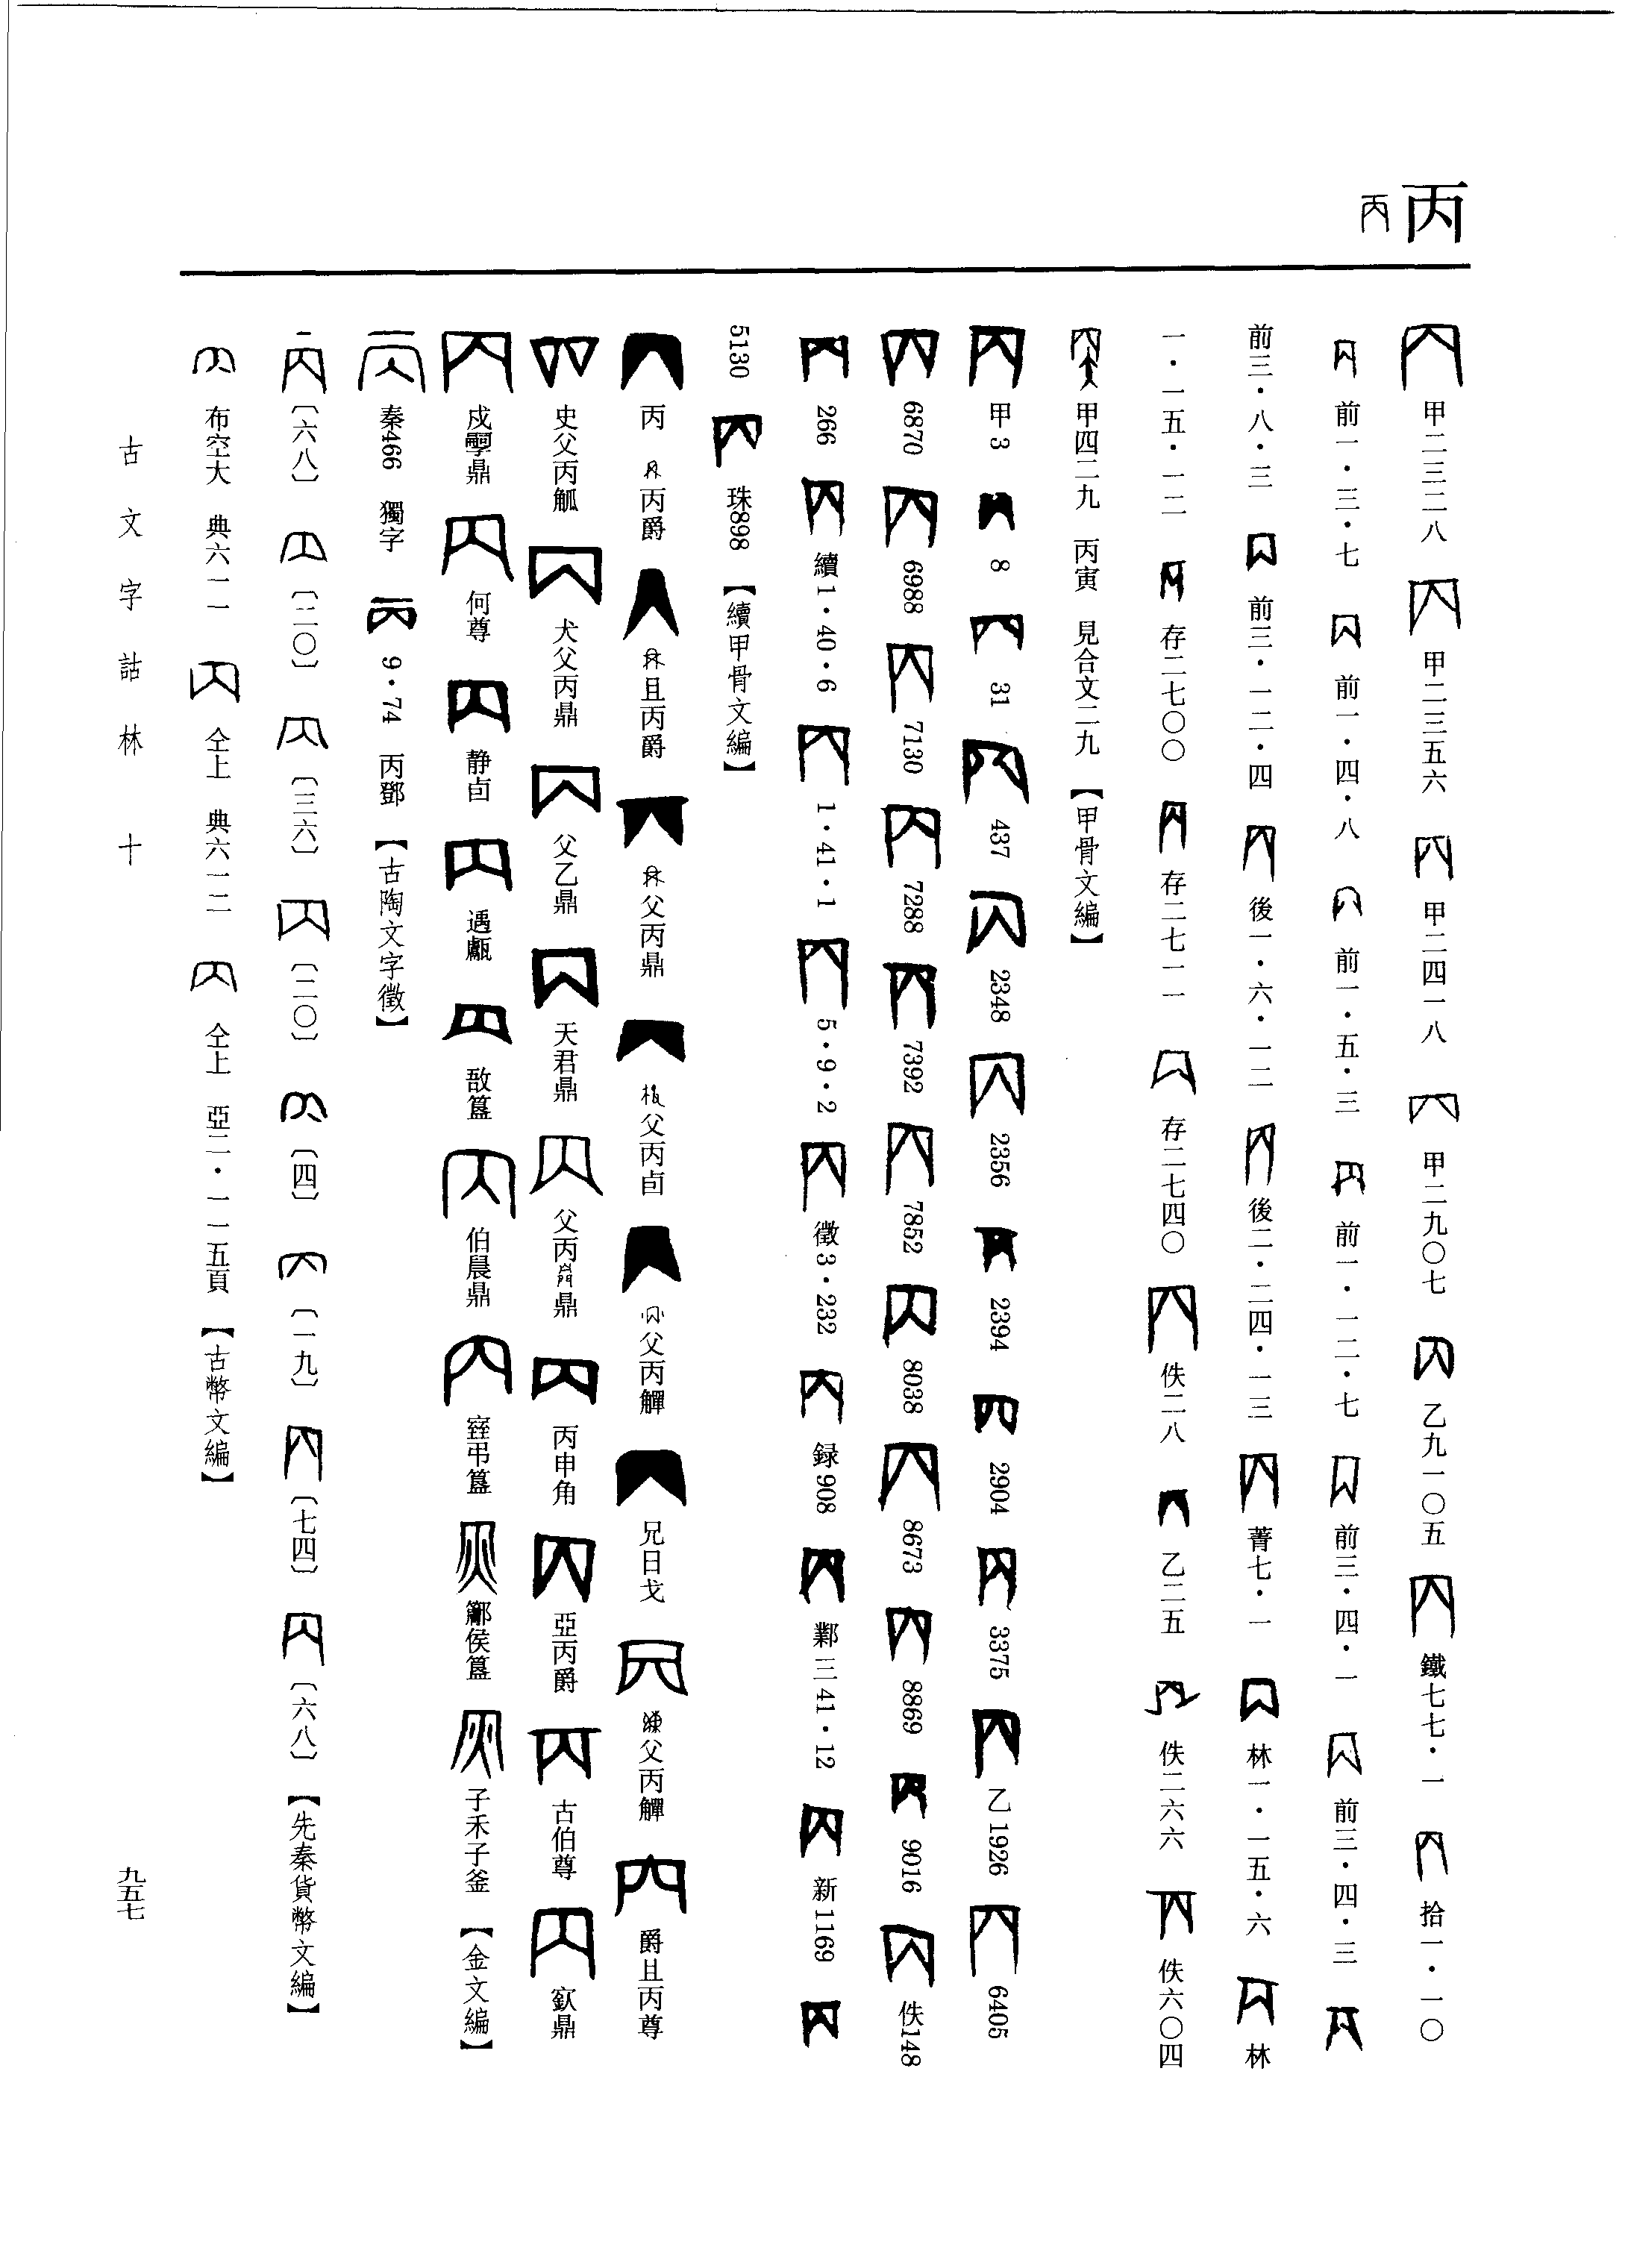 丙 丙
甲二三二八 甲二三五六 甲二四一八 甲二九〇七 乙九一〇五 鐵七七·一 拾一·一〇
前一·三·七 前一·四·八 前一·五·三 前一·一二·七 前三·四·一 前三·四·三
前三·八·三 前三·一二·四 後一·六·一二 後二·二四·一三 菁七·一 林一·一五·六 林
一·一五·一二 存二七〇〇 存二七一一 存二七四〇 佚二八 乙二五 佚二六六 佚六〇四
甲四二九 丙寅 見合文二九 【甲骨文編】
甲3 8 31 437 2348 2356 2394 2904 3375 乙1926 6405
6870 6988 7130 7288 7392 7852 8038 8673 8869 9016 佚148
266 續1·40·6 1·41·1 5·9·2 徵3·232 録908 鄴三41·12 新1169
5130 珠898 【續甲骨文編】
丙 丙爵 且丙爵 父丙鼎 父丙卣 父丙觶 兄日戈 父丙觶 爵且丙尊
史父丙觚 犬父丙鼎 父乙鼎 天君鼎 父丙鼎 丙申角 亞丙爵 古伯尊 鼎
鼎 何尊 静卣 遇甗 敔簋 伯晨鼎 弔簋 侯簋 子禾子釜 【金文編】
秦466 獨字 9·74 丙鄧 【古陶文字徵】
〔六八〕 〔二〇〕 〔三六〕 〔二〇〕 〔四〕 〔一九〕 〔七四〕 〔六八〕 【先秦貨幣文編】
布空大 典六一一 仝上 典六一二 仝上 亞二·一一五頁 【古幣文編】
古文字詁林 十
九五七